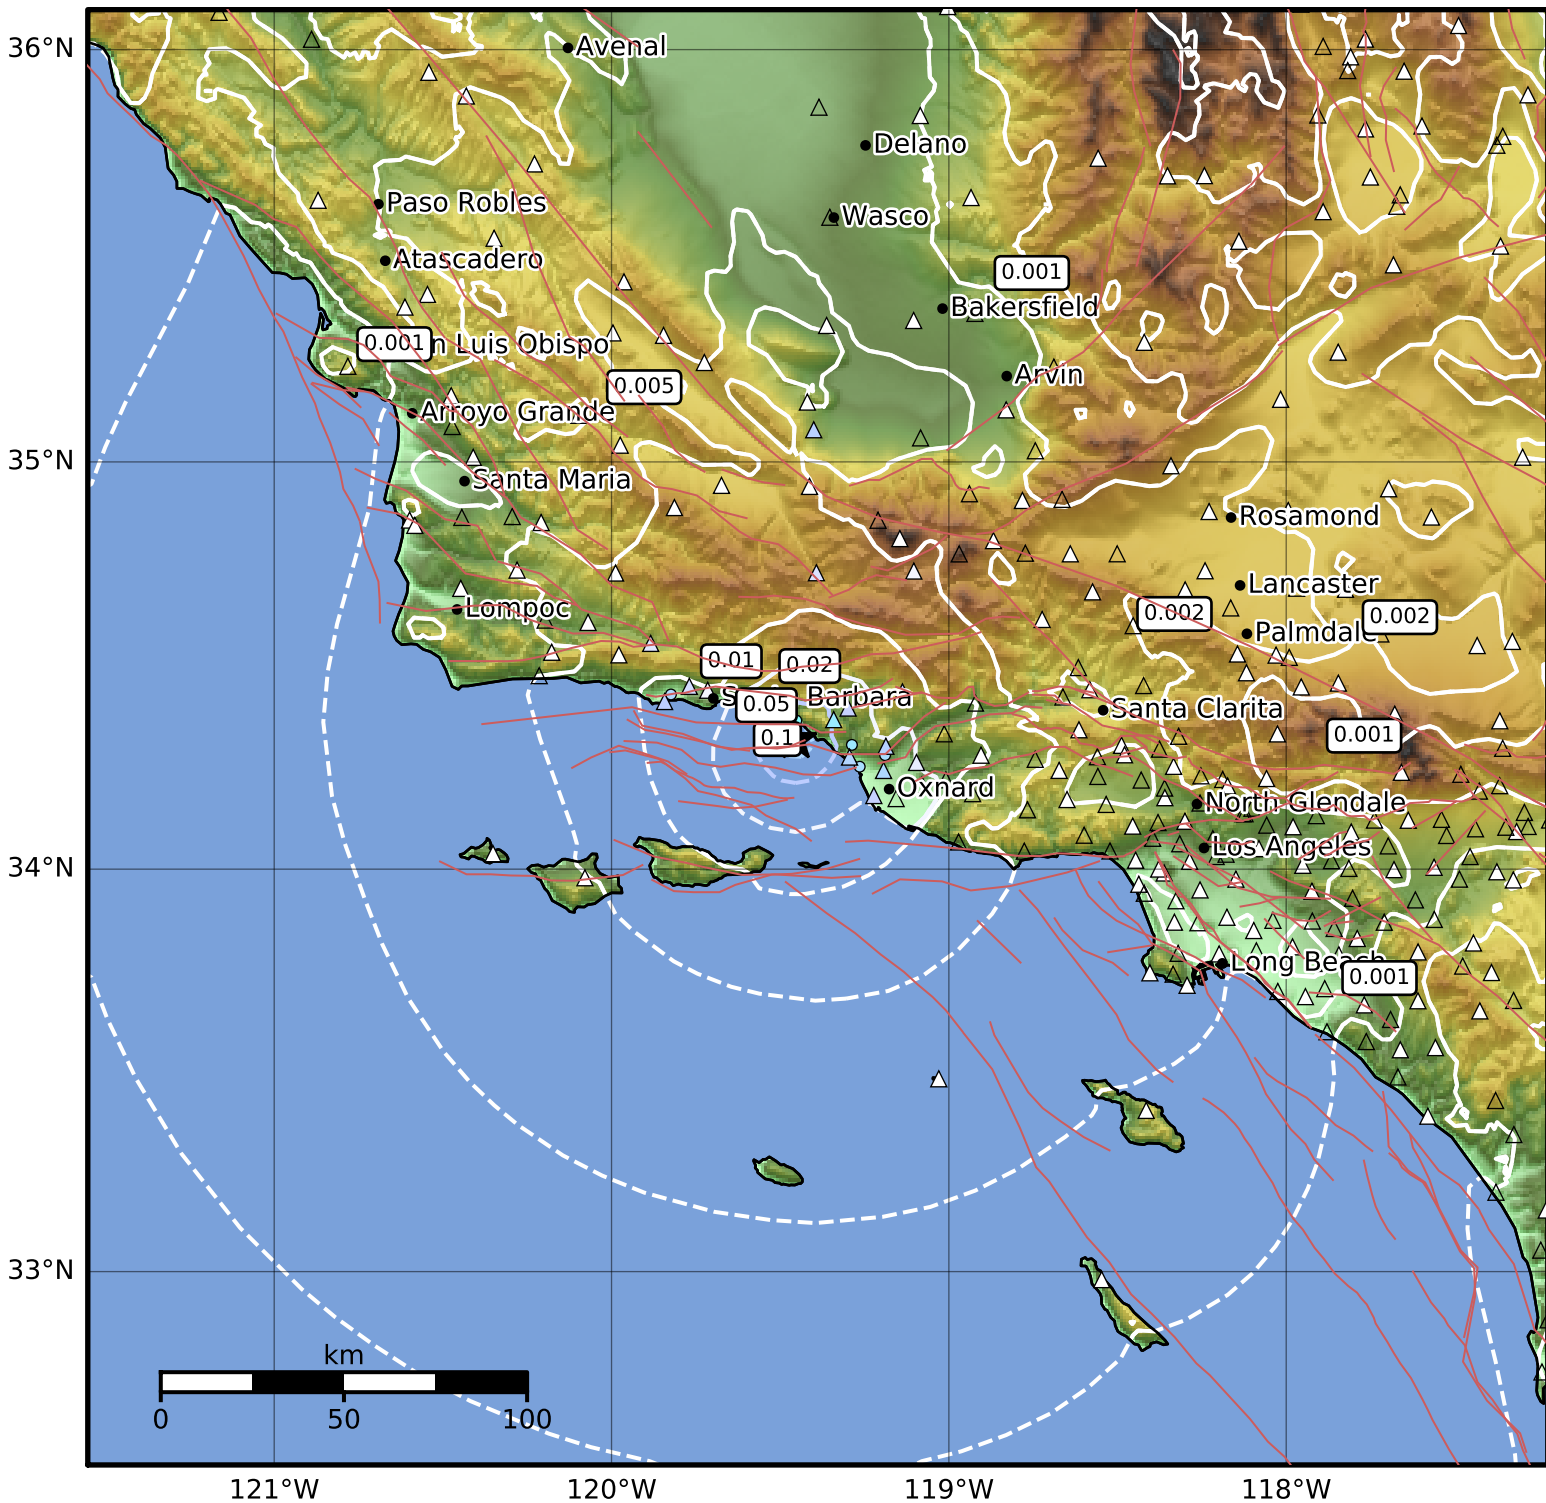 36°N
Avenal
Delano
Paso Robles
Wasco
Atascadero
0.001
Bakersfield
0.001
n Luis Obispo
0.005
Arvin
Arroyo Grande
35°N
Santa Maria
Rosamond
Lancaster
Lompoc
0.002
0.002
Palmdale
0.01
0.02
S
Barbara
0.05
Santa Clarita
0.1
0.001
Oxnard
North Glendale
Los Angeles
34°N
Long Beach
0.001
33°N
km
0
50
100
121°W
120°W
119°W
118°W